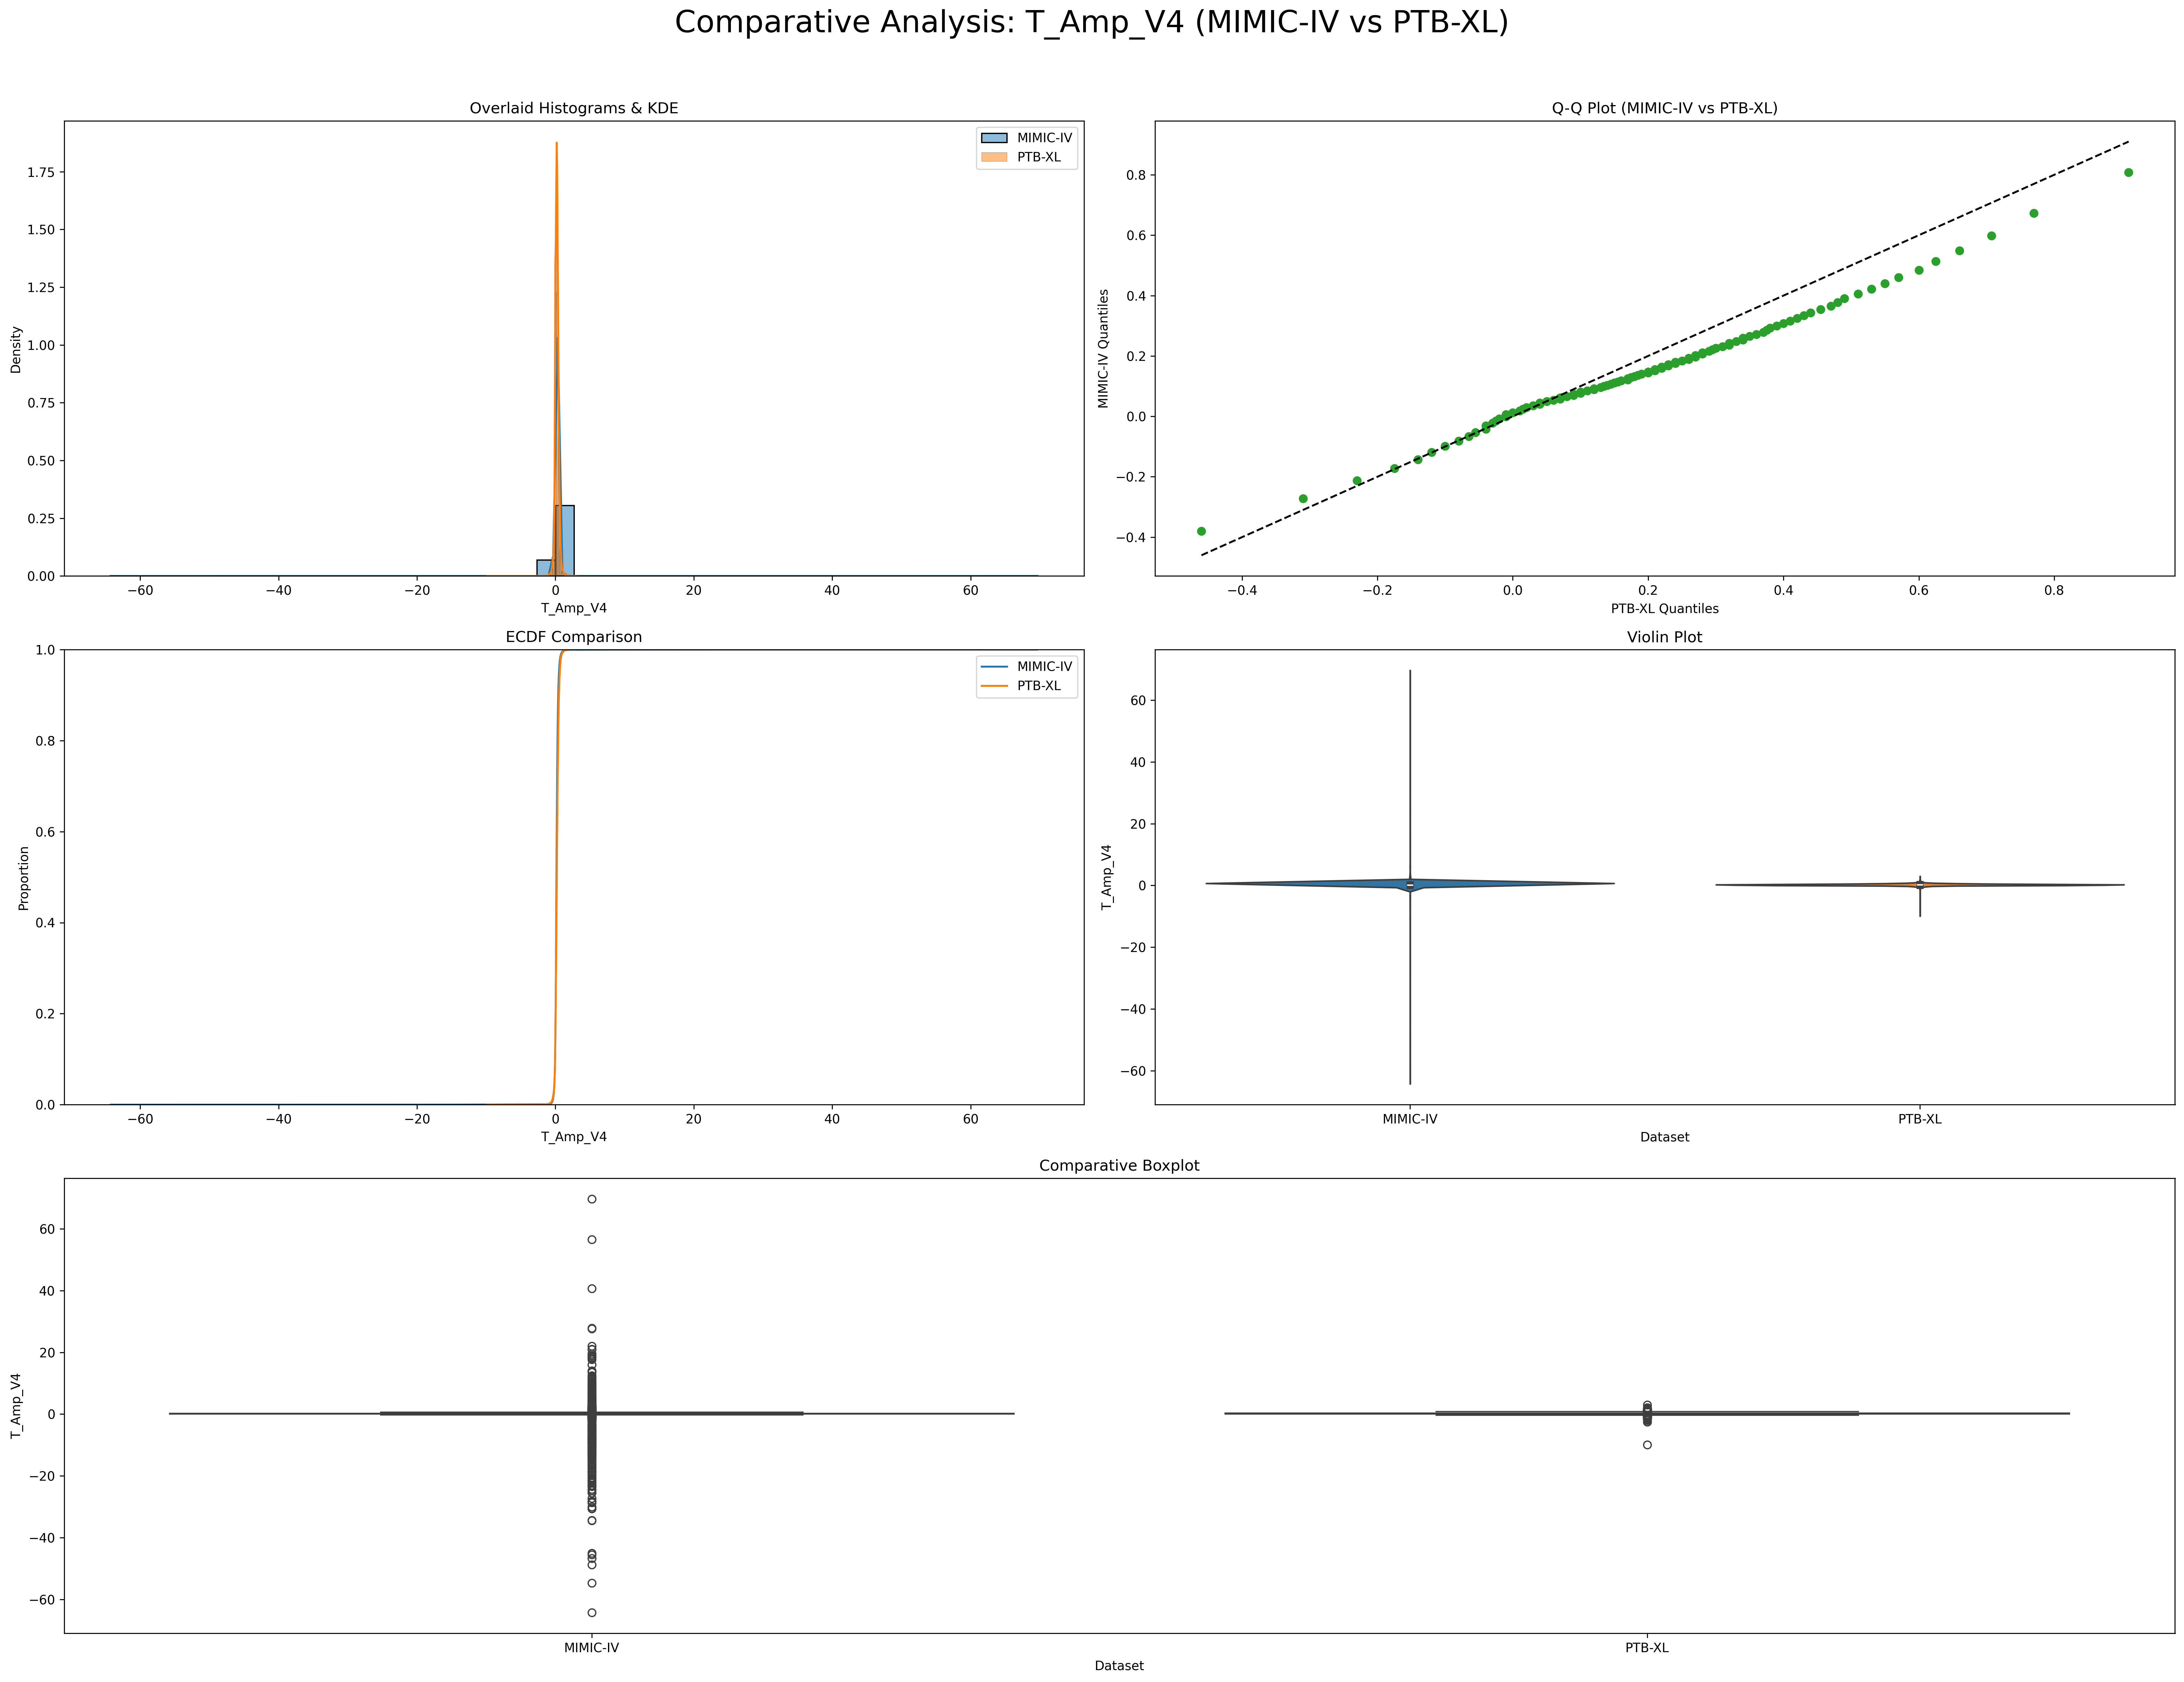 Comparative Analysis: T_Amp_V4 (MIMIC-IV vs PTB-XL)
Overlaid Histograms & KDE
MIMIC-IV
PTB-XL
1.75
1.50
1.25
1.00
0.75
0.50
0.25
0.00
Density
−60 −40 −20 0 20 40 60
T_Amp_V4
Q-Q Plot (MIMIC-IV vs PTB-XL)
0.8
0.6
0.4
0.2
0.0
−0.2
−0.4
MIMIC-IV Quantiles
−0.4 −0.2 0.0 0.2 0.4 0.6 0.8
PTB-XL Quantiles
ECDF Comparison
MIMIC-IV
PTB-XL
1.0
0.8
0.6
0.4
0.2
0.0
Proportion
−60 −40 −20 0 20 40 60
T_Amp_V4
Violin Plot
60
40
20
0
−20
−40
−60
T_Amp_V4
MIMIC-IV PTB-XL
Dataset
Comparative Boxplot
60
40
20
0
−20
−40
−60
T_Amp_V4
MIMIC-IV PTB-XL
Dataset